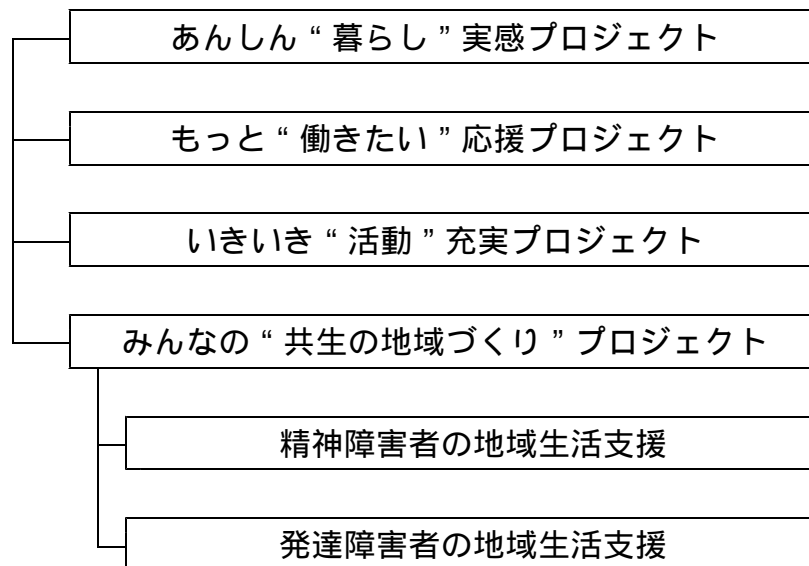 あんしん“暮らし”実感プロジェクト
もっと“働きたい”応援プロジェクト
いきいき“活動”充実プロジェクト
みんなの“共生の地域づくり”プロジェクト
精神障害者の地域生活支援
発達障害者の地域生活支援